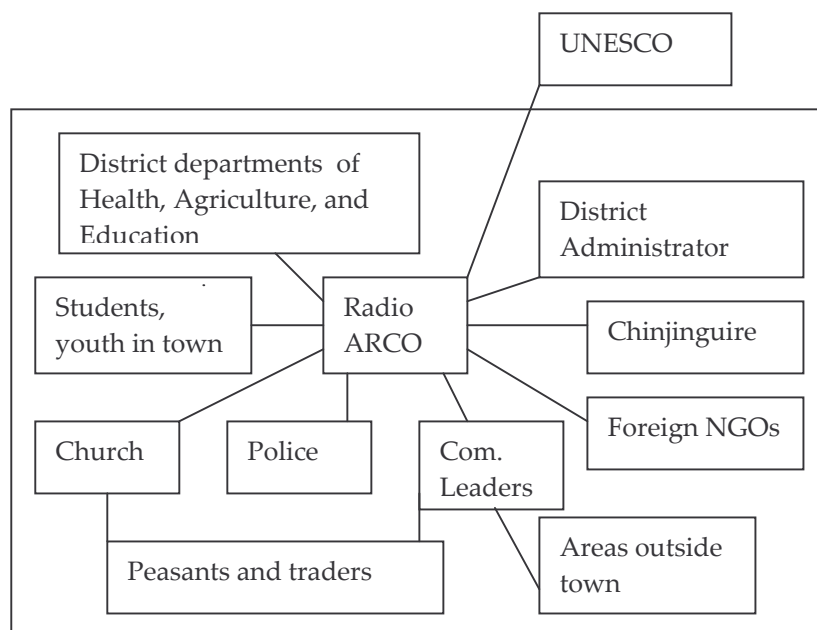 UNESCO
District departments of
Health, Agriculture, and
Education
District
Administrator
Students,
youth in town
Radio
ARCO
Chinjinguire
Church
Police
Com.
Leaders
Foreign NGOs
Peasants and traders
Areas outside
town